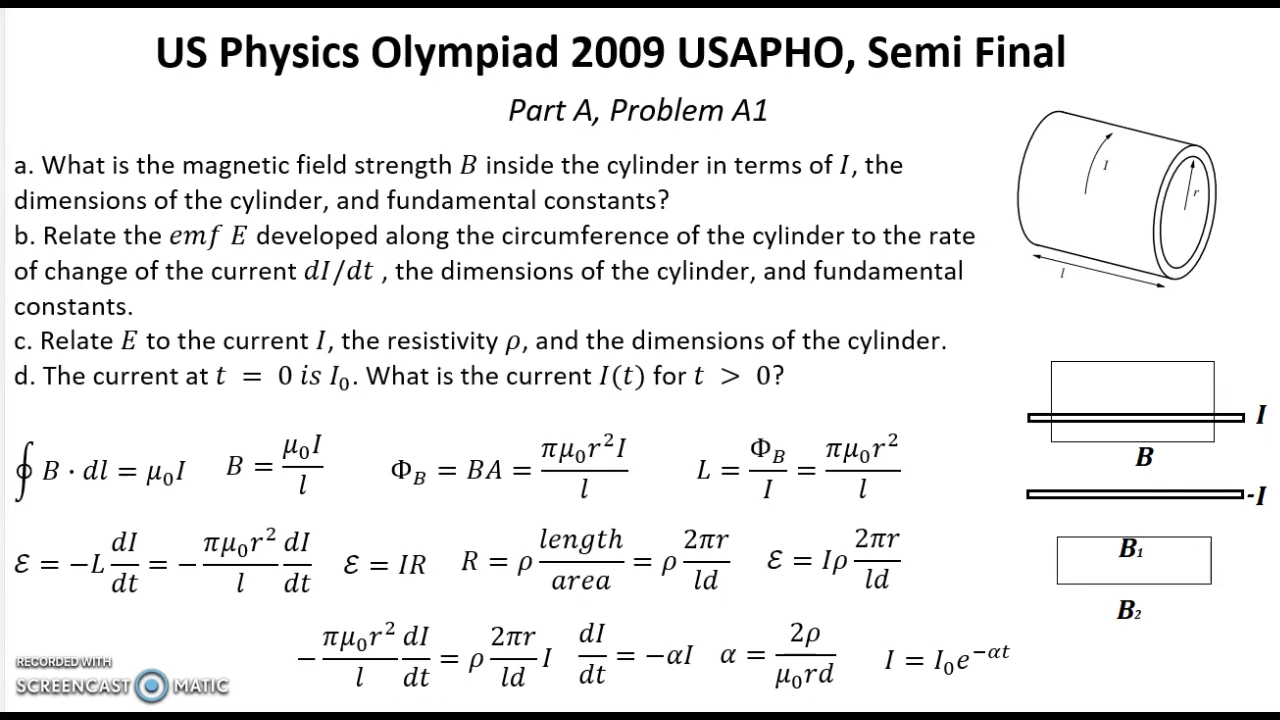 US Physics Olympiad 2009 USAPHO, Semi Final
Part A, Problem A1
a. What is the magnetic field strength B inside the cylinder in terms of I, the
dimensions of the cylinder, and fundamental constants?
b. Relate the emf E developed along the circumference of the cylinder to the rate
of change of the current dI/dt , the dimensions of the cylinder, and fundamental
constants.
c. Relate E to the current I, the resistivity ρ, and the dimensions of the cylinder.
d. The current at t = 0 is I₀. What is the current I(t) for t > 0?
I
r
l
I
B
-I
B₁
B₂
∮ B · dl = μ₀I B = μ₀I / l Φ_B = BA = πμ₀r²I / l L = Φ_B / I = πμ₀r² / l
ℰ = −L dI/dt = − πμ₀r² / l dI/dt ℰ = IR R = ρ length/area = ρ 2πr/ld ℰ = Iρ 2πr/ld
− πμ₀r² / l dI/dt = ρ 2πr/ld I dI/dt = −αI α = 2ρ / μ₀rd I = I₀e^−αt
RECORDED WITH
SCREENCAST MATIC